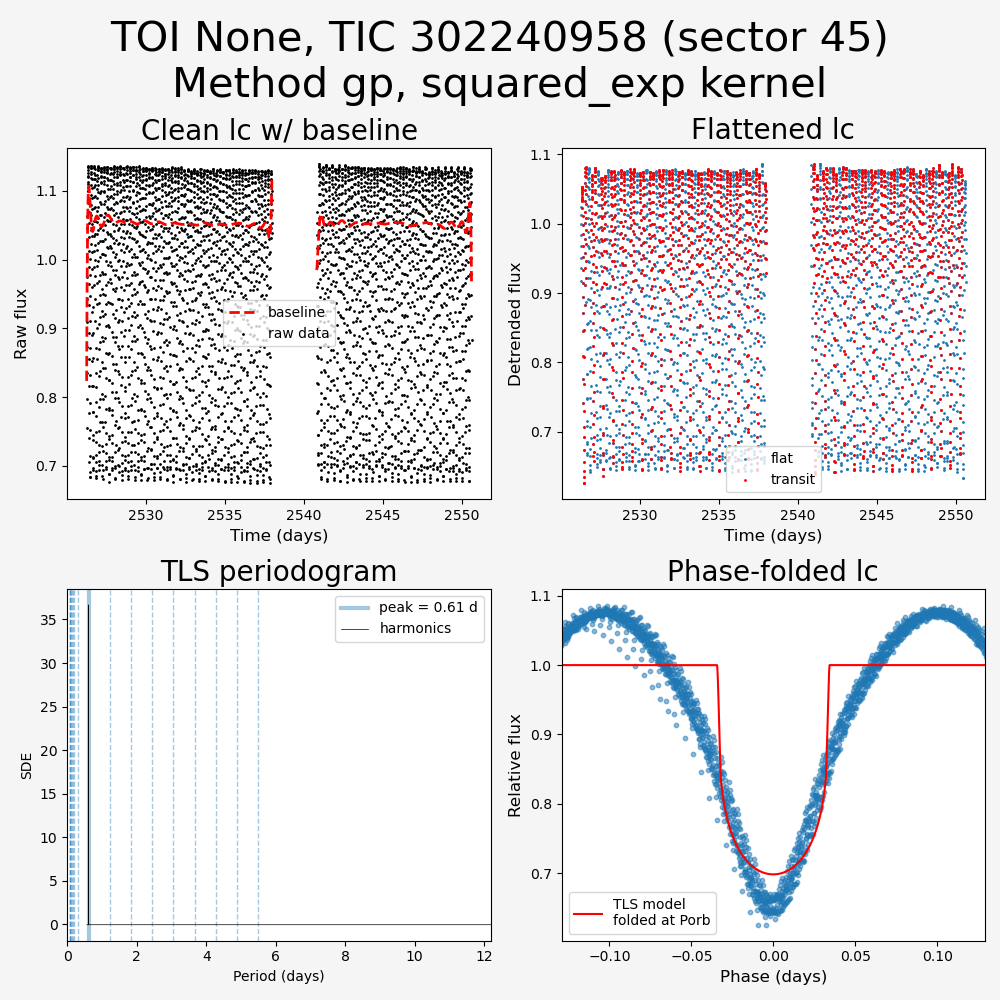 TOI None, TIC 302240958 (sector 45)
Method gp, squared_exp kernel
Clean lc w/ baseline
Raw flux
1.1
1.0
0.9
0.8
0.7
baseline
raw data
2530
2535
2540
2545
2550
Time (days)
Flattened lc
Detrended flux
1.1
1.0
0.9
0.8
0.7
flat
transit
2530
2535
2540
2545
2550
Time (days)
TLS periodogram
SDE
35
30
25
20
15
10
5
0
peak = 0.61 d
harmonics
0
2
4
6
8
10
12
Period (days)
Phase-folded lc
Relative flux
1.1
1.0
0.9
0.8
0.7
TLS model
folded at Porb
−0.10
−0.05
0.00
0.05
0.10
Phase (days)